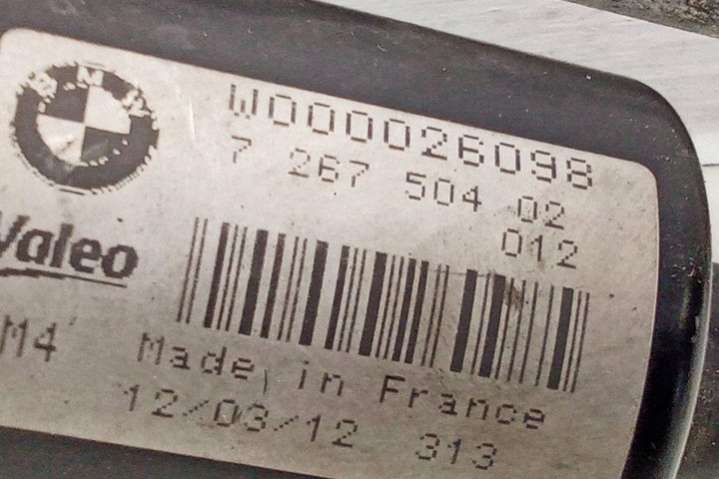 BMW
W000026098
7 267 504 02
012
Valeo
M4
Made in France
12/03/12 313